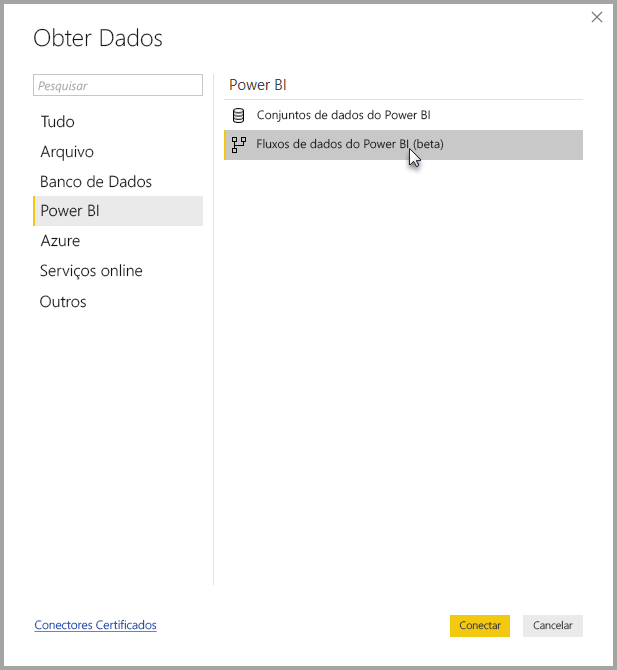 Obter Dados
Pesquisar
Tudo
Arquivo
Banco de Dados
Power BI
Azure
Serviços online
Outros
Power BI
Conjuntos de dados do Power BI
Fluxos de dados do Power BI (beta)
Conectores Certificados
Conectar
Cancelar